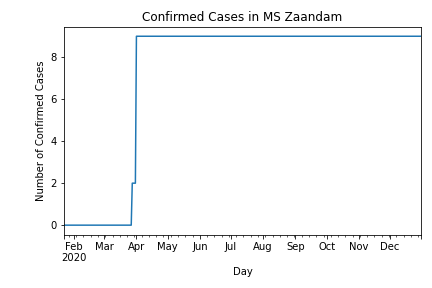 Confirmed Cases in MS Zaandam
Number of Confirmed Cases
8
6
4
2
0
Feb Mar Apr May Jun Jul Aug Sep Oct Nov Dec
2020
Day